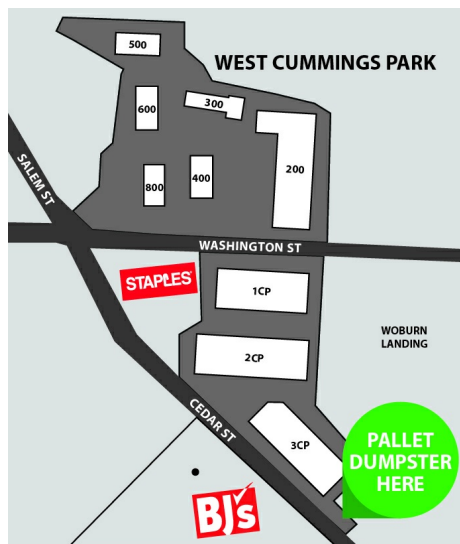 500
WEST CUMMINGS PARK
600
300
800
400
200
SALEM ST
WASHINGTON ST
STAPLES
1CP
WOBURN
LANDING
2CP
CEDAR ST
3CP
PALLET
DUMPSTER
HERE
BJ's